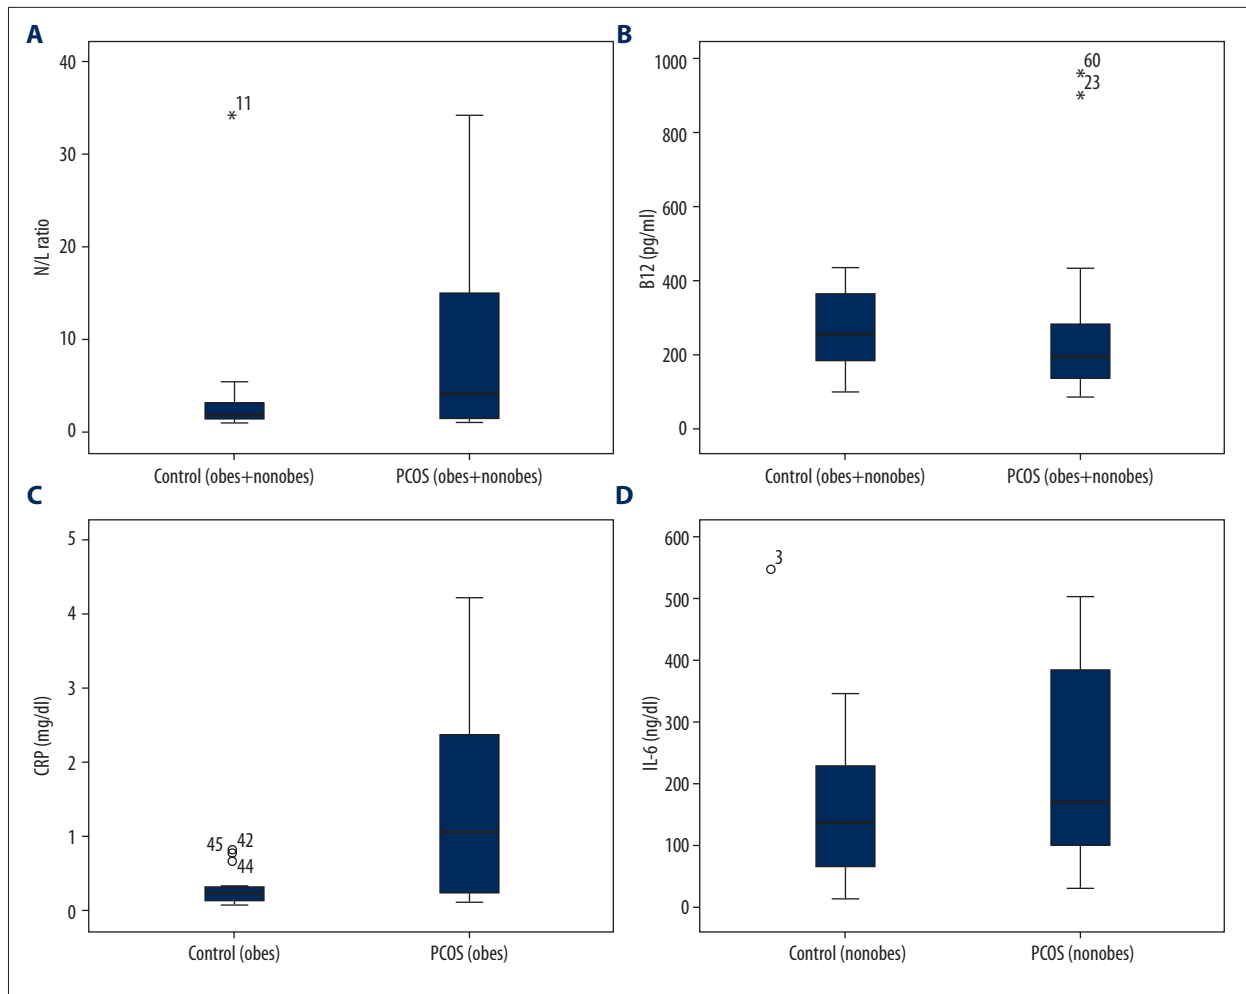 A
40
30
20
10
0
N/L ratio
*11
Control (obes+nonobes)
PCOS (obes+nonobes)
B
1000
800
600
400
200
0
B12 (pg/ml)
*60
*23
Control (obes+nonobes)
PCOS (obes+nonobes)
C
5
4
3
2
1
0
CRP (mg/dl)
45 42
44
Control (obes)
PCOS (obes)
D
600
500
400
300
200
100
0
IL-6 (ng/dl)
3
Control (nonobes)
PCOS (nonobes)